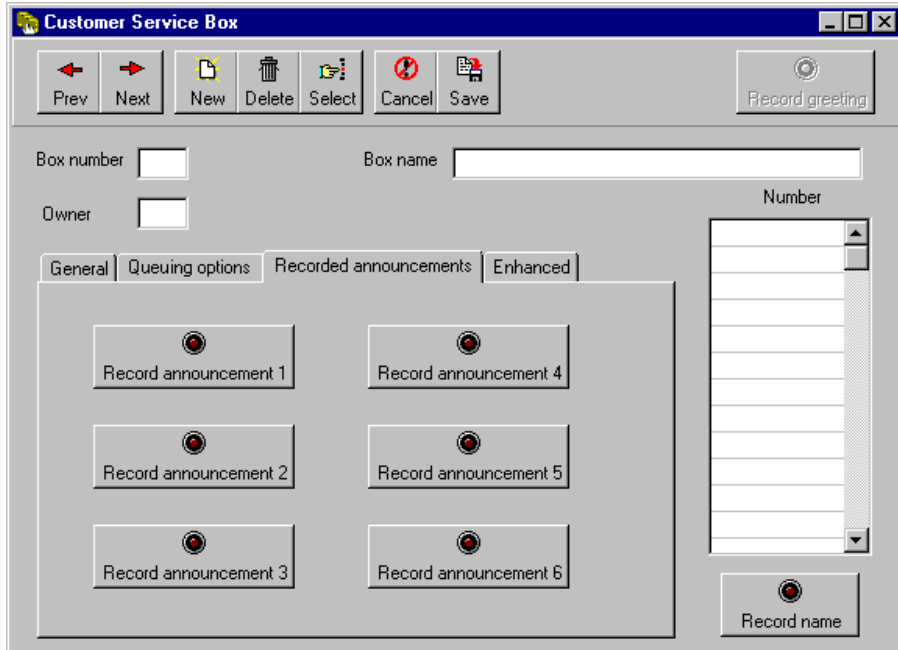 Customer Service Box
Prev Next New Delete Select Cancel Save Record greeting
Box number Box name
Number
Owner
General Queuing options Recorded announcements Enhanced
Record announcement 1 Record announcement 4
Record announcement 2 Record announcement 5
Record announcement 3 Record announcement 6
Record name